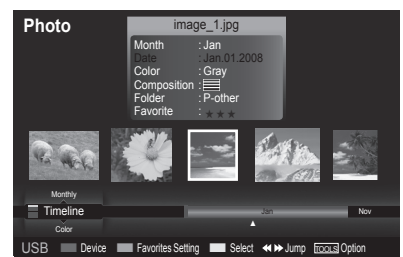 Photo
image_1.jpg
Month : Jan
Date : Jan.01.2008
Color : Gray
Composition :
Folder : P-other
Favorite : ★★★
Monthly
Timeline
Color
Jan
Nov
USB Device Favorites Setting Select ◀◀ ▶▶ Jump TOOLS Option